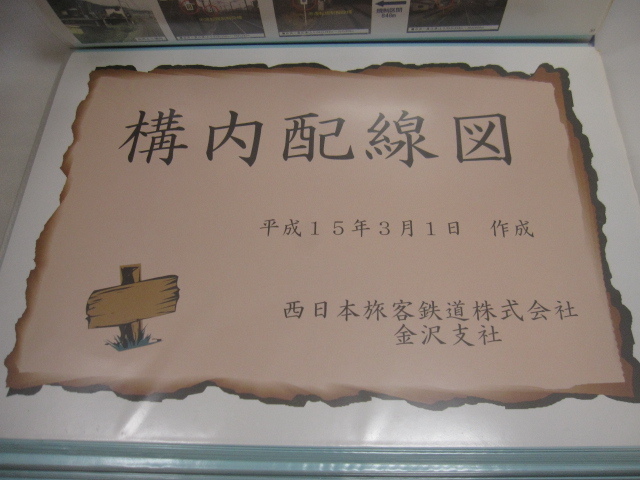 構内配線図
平成１５年３月１日　作成
西日本旅客鉄道株式会社
金沢支社